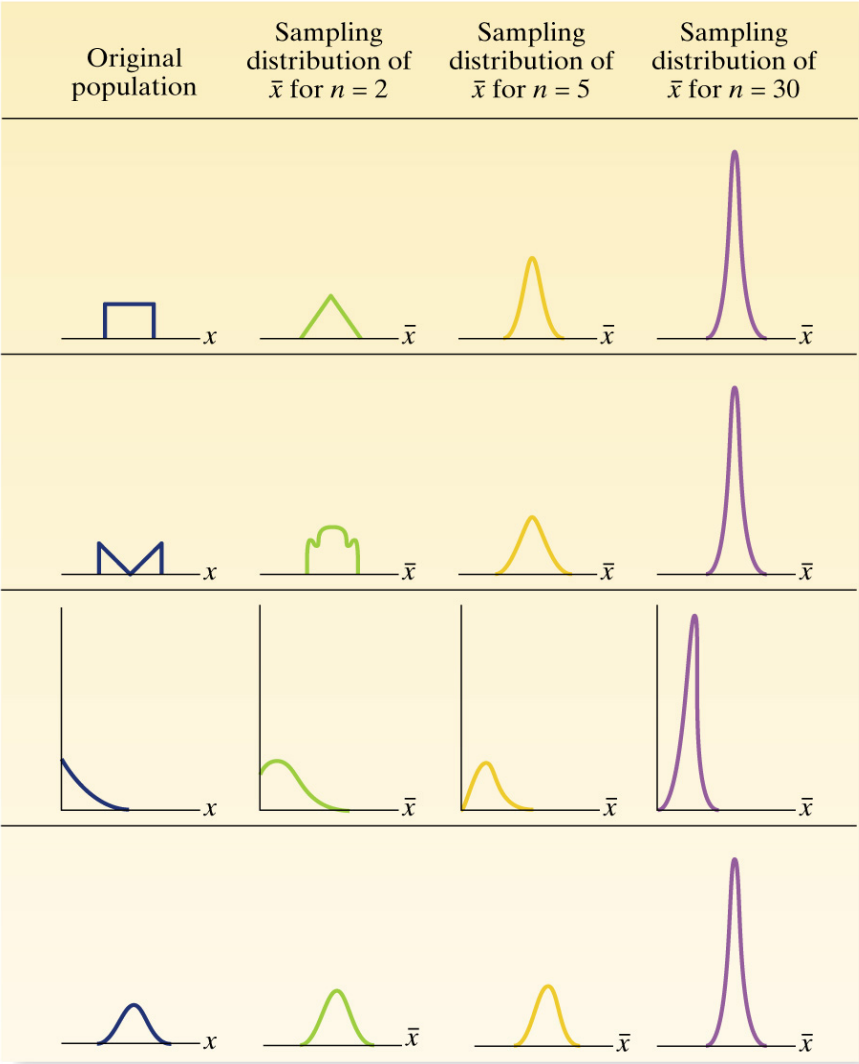 Original
population
Sampling
distribution of
x̄ for n = 2
Sampling
distribution of
x̄ for n = 5
Sampling
distribution of
x̄ for n = 30
x
x̄
x̄
x̄
x
x̄
x̄
x̄
x
x̄
x̄
x̄
x
x̄
x̄
x̄